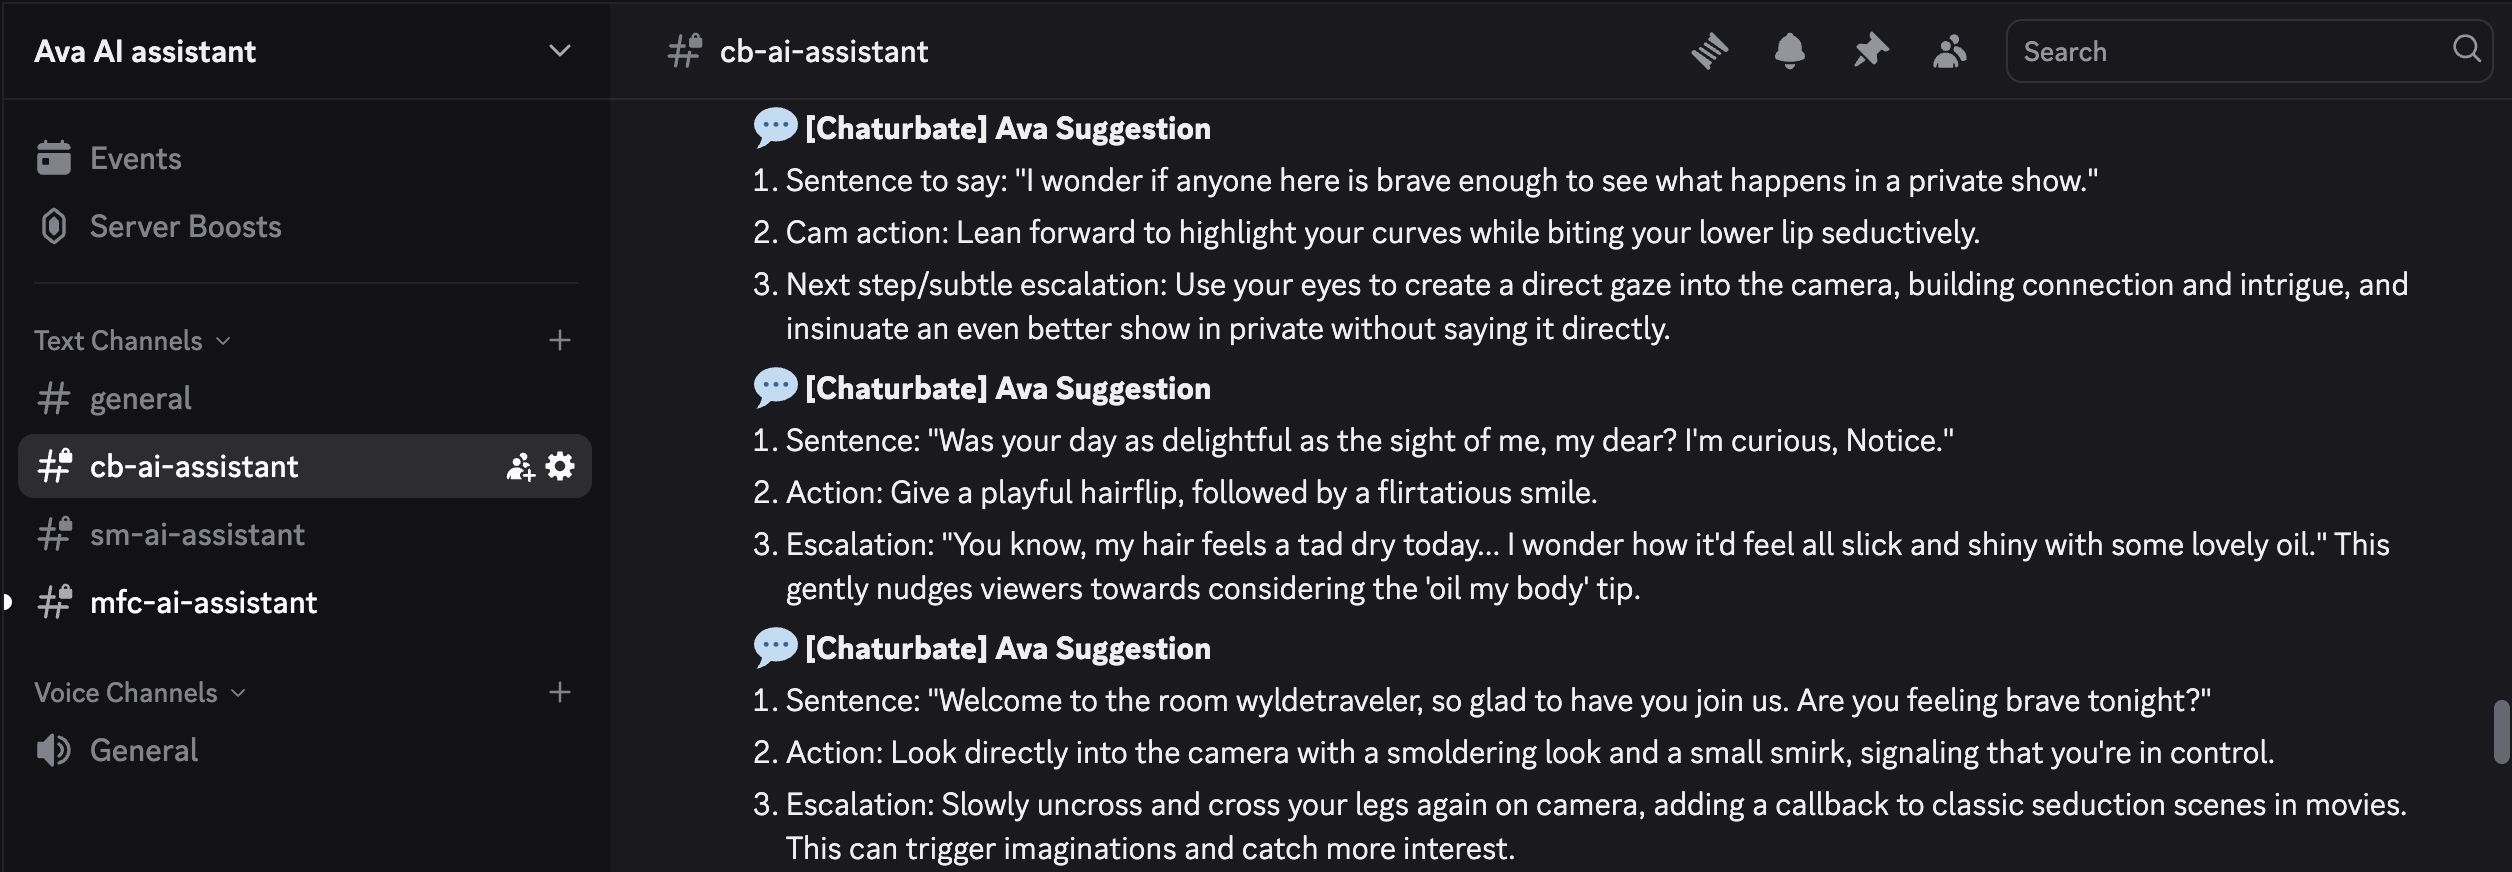 Ava AI assistant
cb-ai-assistant
Search
Events
Server Boosts
Text Channels
general
cb-ai-assistant
sm-ai-assistant
mfc-ai-assistant
Voice Channels
General
[Chaturbate] Ava Suggestion
1. Sentence to say: "I wonder if anyone here is brave enough to see what happens in a private show."
2. Cam action: Lean forward to highlight your curves while biting your lower lip seductively.
3. Next step/subtle escalation: Use your eyes to create a direct gaze into the camera, building connection and intrigue, and
insinuate an even better show in private without saying it directly.
[Chaturbate] Ava Suggestion
1. Sentence: "Was your day as delightful as the sight of me, my dear? I'm curious, Notice."
2. Action: Give a playful hairflip, followed by a flirtatious smile.
3. Escalation: "You know, my hair feels a tad dry today... I wonder how it'd feel all slick and shiny with some lovely oil." This
gently nudges viewers towards considering the 'oil my body' tip.
[Chaturbate] Ava Suggestion
1. Sentence: "Welcome to the room wyldetraveler, so glad to have you join us. Are you feeling brave tonight?"
2. Action: Look directly into the camera with a smoldering look and a small smirk, signaling that you're in control.
3. Escalation: Slowly uncross and cross your legs again on camera, adding a callback to classic seduction scenes in movies.
This can trigger imaginations and catch more interest.